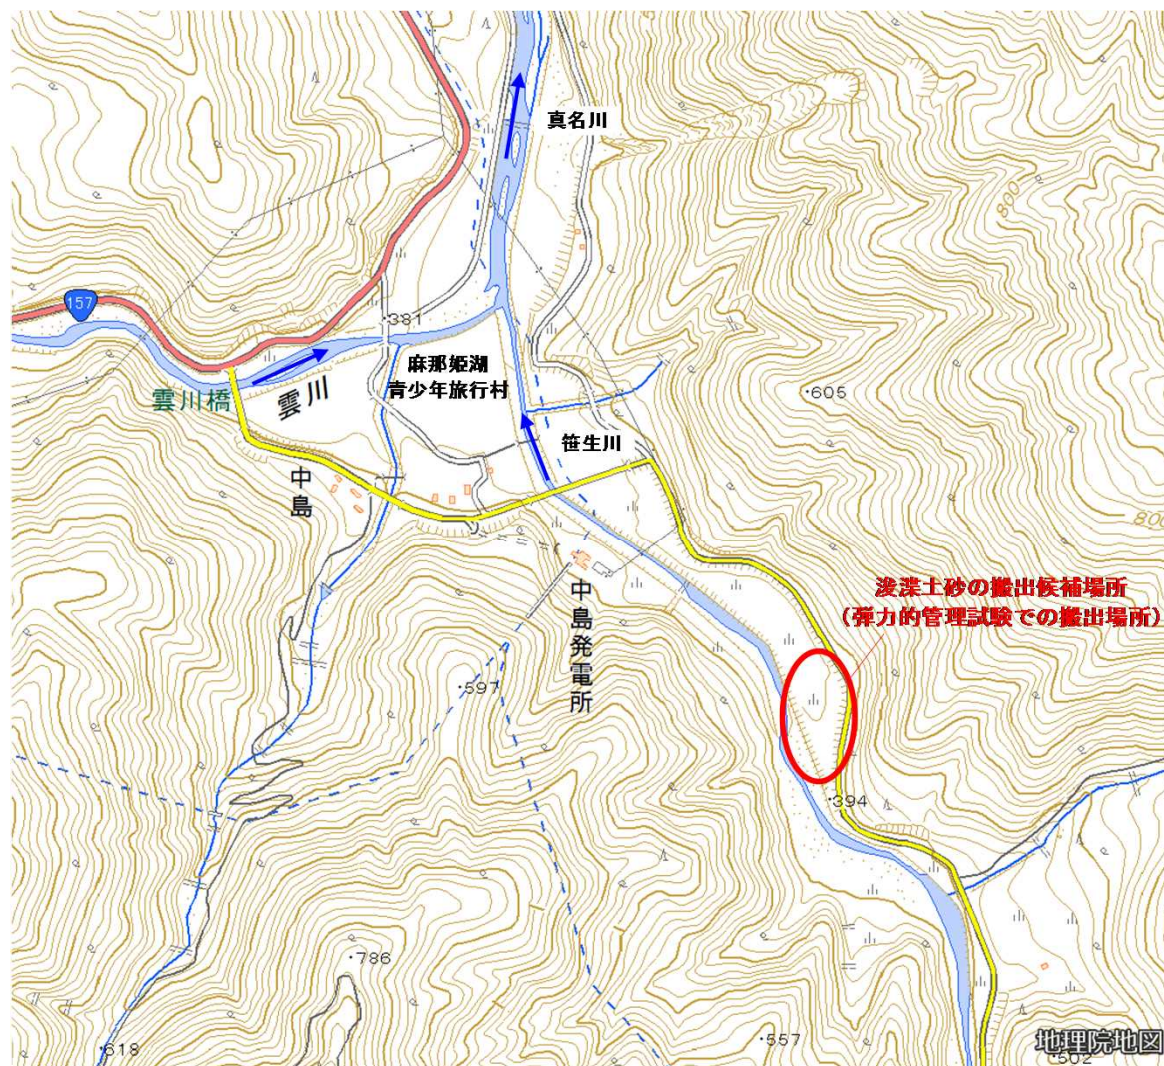 真名川
800
157
381
麻那姫湖
青少年旅行村
雲川橋
雲川
605
笹生川
中島
800
浚渫土砂の搬出候補場所
(弾力的管理試験での搬出場所)
中島発電所
597
394
786
618
557
502
地理院地図